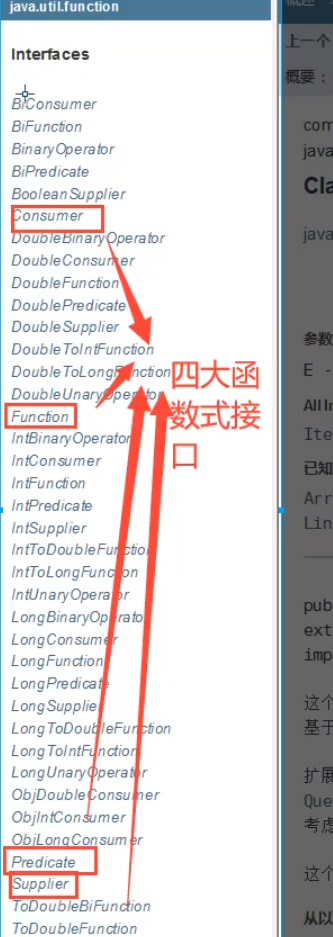 java.util.function
Interfaces
BiConsumer
BiFunction
BinaryOperator
BiPredicate
BooleanSupplier
Consumer
DoubleBinaryOperator
DoubleConsumer
DoubleFunction
DoublePredicate
DoubleSupplier
DoubleToIntFunction
DoubleToLongFunction
DoubleUnaryOperator
四大函
数式接
口
Function
IntBinaryOperator
IntConsumer
IntFunction
IntPredicate
IntSupplier
IntToDoubleFunction
IntToLongFunction
IntUnaryOperator
LongBinaryOperator
LongConsumer
LongFunction
LongPredicate
LongSupplier
LongToDoubleFunction
LongToIntFunction
LongUnaryOperator
ObjDoubleConsumer
ObjIntConsumer
ObjLongConsumer
Predicate
Supplier
ToDoubleBiFunction
ToDoubleFunction
上一个
概要：
com
java
Cla
java
参数
E -
All In
Ite
已知
Arr
Lin
pub
ext
imp
这个
基于
扩展
Que
考虑
这个
从以